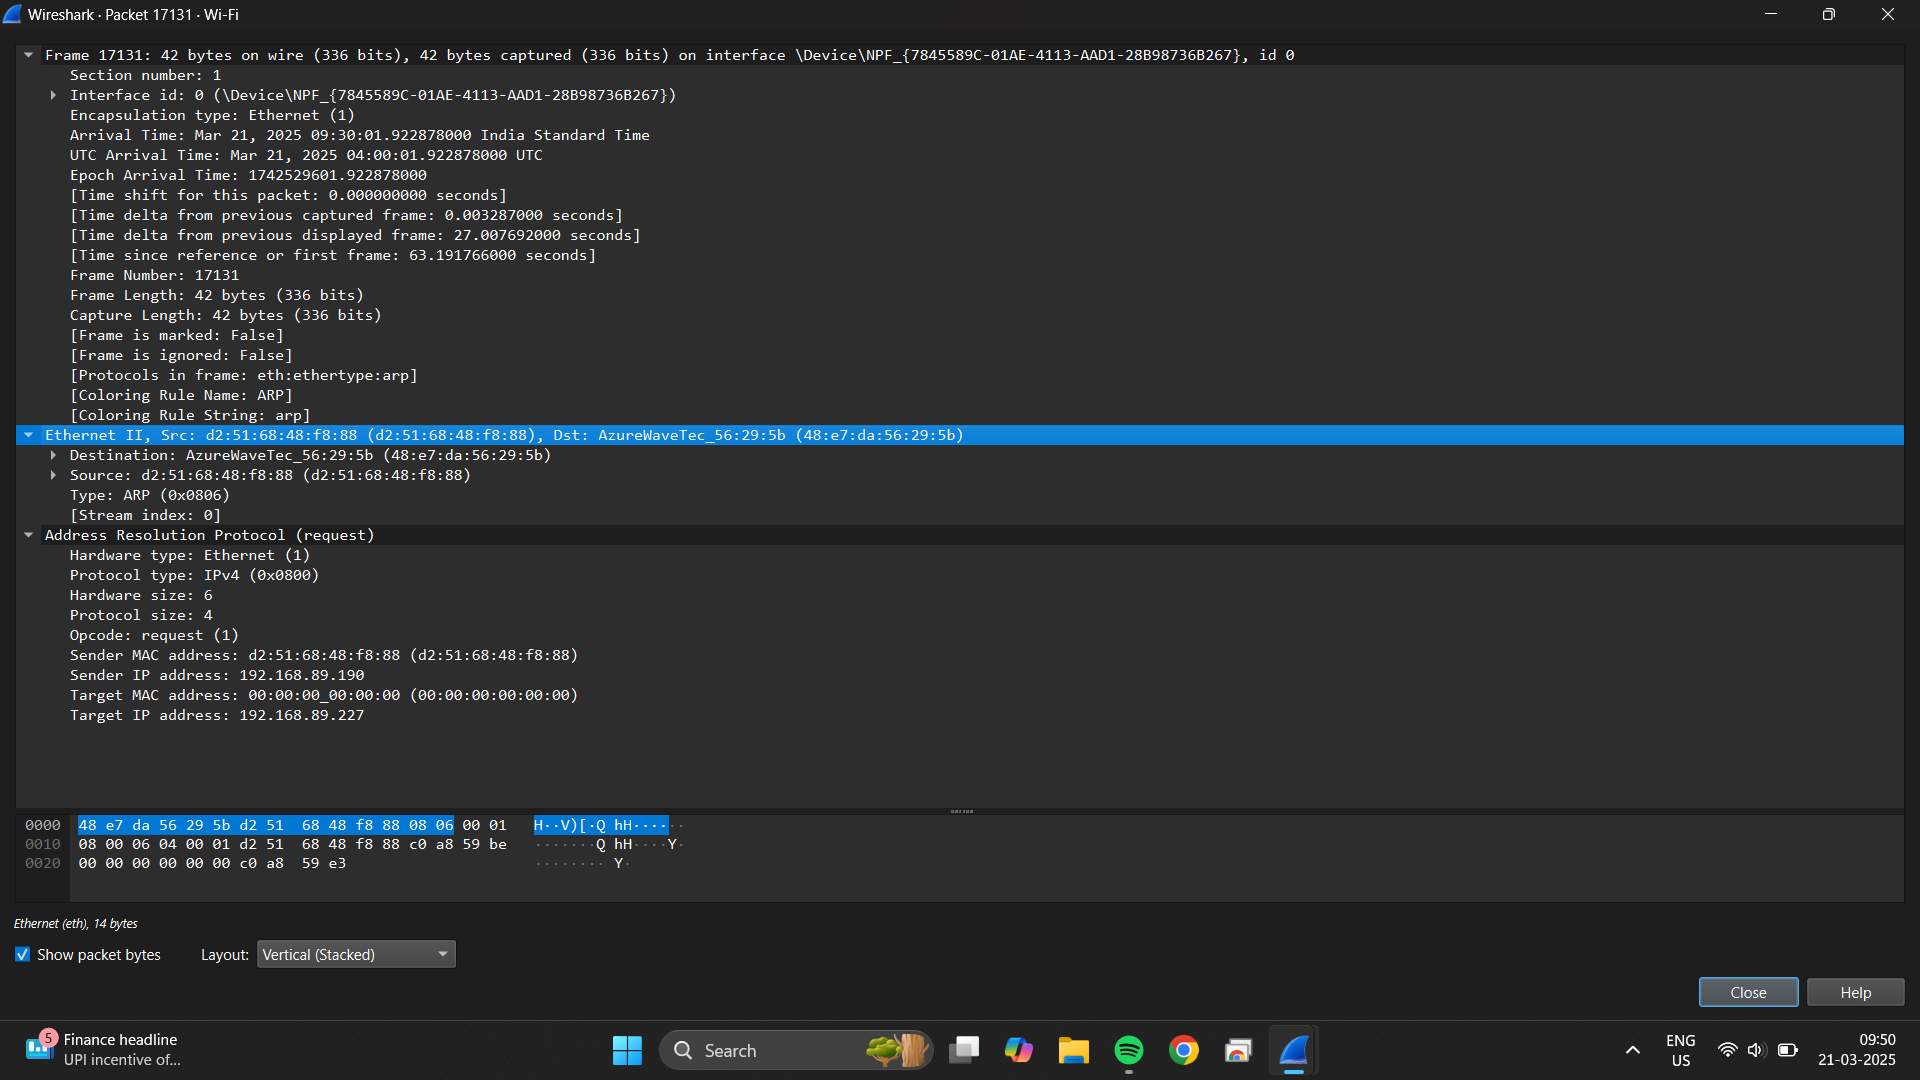 Wireshark · Packet 17131 · Wi-Fi
Frame 17131: 42 bytes on wire (336 bits), 42 bytes captured (336 bits) on interface \Device\NPF_{7845589C-01AE-4113-AAD1-28B98736B267}, id 0
Section number: 1
Interface id: 0 (\Device\NPF_{7845589C-01AE-4113-AAD1-28B98736B267})
Encapsulation type: Ethernet (1)
Arrival Time: Mar 21, 2025 09:30:01.922878000 India Standard Time
UTC Arrival Time: Mar 21, 2025 04:00:01.922878000 UTC
Epoch Arrival Time: 1742529601.922878000
[Time shift for this packet: 0.000000000 seconds]
[Time delta from previous captured frame: 0.003287000 seconds]
[Time delta from previous displayed frame: 27.007692000 seconds]
[Time since reference or first frame: 63.191766000 seconds]
Frame Number: 17131
Frame Length: 42 bytes (336 bits)
Capture Length: 42 bytes (336 bits)
[Frame is marked: False]
[Frame is ignored: False]
[Protocols in frame: eth:ethertype:arp]
[Coloring Rule Name: ARP]
[Coloring Rule String: arp]
Ethernet II, Src: d2:51:68:48:f8:88 (d2:51:68:48:f8:88), Dst: AzureWaveTec_56:29:5b (48:e7:da:56:29:5b)
Destination: AzureWaveTec_56:29:5b (48:e7:da:56:29:5b)
Source: d2:51:68:48:f8:88 (d2:51:68:48:f8:88)
Type: ARP (0x0806)
[Stream index: 0]
Address Resolution Protocol (request)
Hardware type: Ethernet (1)
Protocol type: IPv4 (0x0800)
Hardware size: 6
Protocol size: 4
Opcode: request (1)
Sender MAC address: d2:51:68:48:f8:88 (d2:51:68:48:f8:88)
Sender IP address: 192.168.89.190
Target MAC address: 00:00:00_00:00:00 (00:00:00:00:00:00)
Target IP address: 192.168.89.227
0000 48 e7 da 56 29 5b d2 51 68 48 f8 88 08 06 00 01 H··V)[·Q hH······
0010 08 00 06 04 00 01 d2 51 68 48 f8 88 c0 a8 59 be ·······Q hH····Y·
0020 00 00 00 00 00 00 c0 a8 59 e3 ········ Y·
Ethernet (eth), 14 bytes
Show packet bytes Layout: Vertical (Stacked)
Close Help
5 Finance headline
UPI incentive of...
Search
ENG
US
09:50
21-03-2025